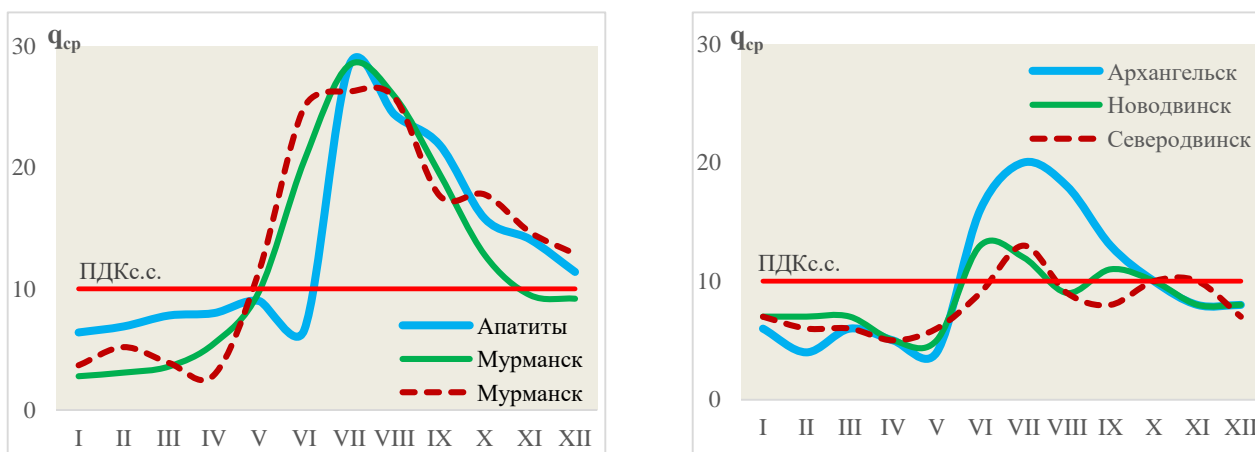 qср
30
20
10
0
ПДКс.с.
Апатиты
Мурманск
Мурманск
I II III IV V VI VII VIII IX X XI XII
qср
30
20
10
0
ПДКс.с.
Архангельск
Новодвинск
Северодвинск
I II III IV V VI VII VIII IX X XI XII